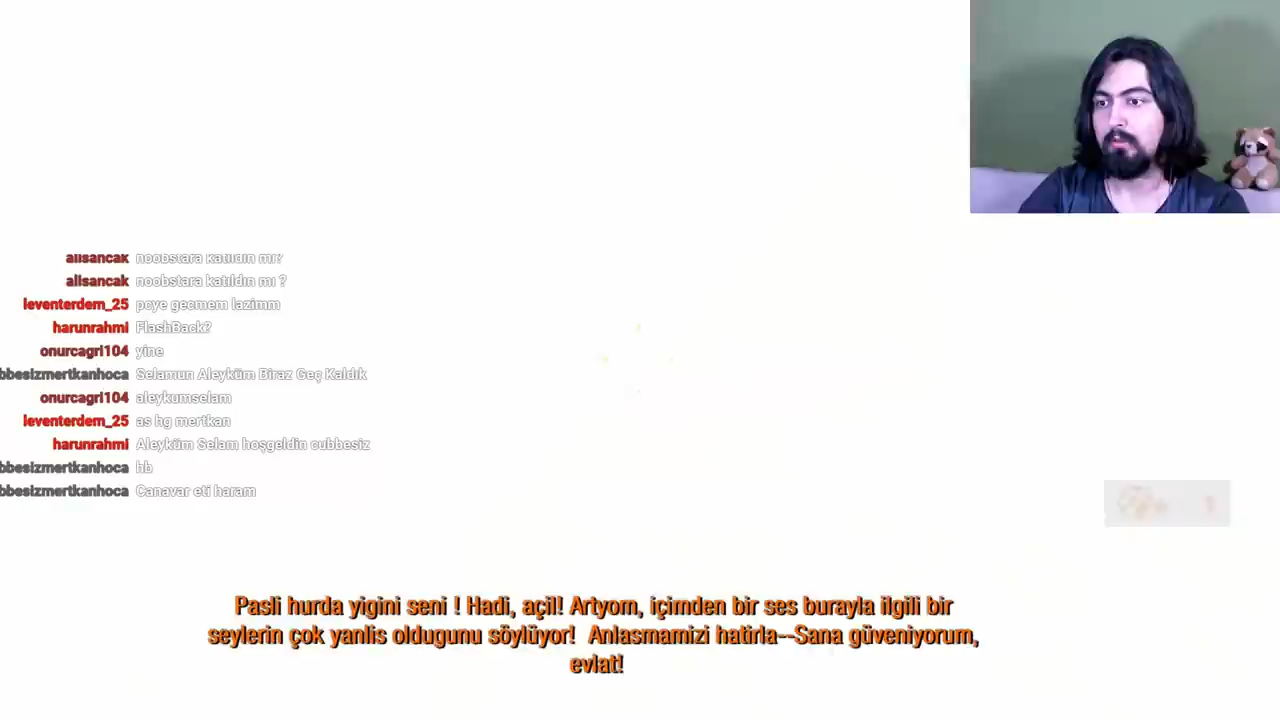 alisancak noobstara katıldın mı?
alisancak noobstara katıldın mı ?
leventerdem_25 pcye gecmem lazimm
harunrahmi FlashBack?
onurcagri104 yine
bbesizmertkanhoca Selamun Aleyküm Biraz Geç Kaldık
onurcagri104 aleykumselam
leventerdem_25 as hg mertkan
harunrahmi Aleyküm Selam hoşgeldin cubbesiz
bbesizmertkanhoca hb
bbesizmertkanhoca Canavar eti haram
Pasli hurda yigini seni ! Hadi, açil! Artyom, içimden bir ses burayla ilgili bir
seylerin çok yanlis oldugunu söylüyor! Anlasmamizi hatirla--Sana güveniyorum,
evlat!